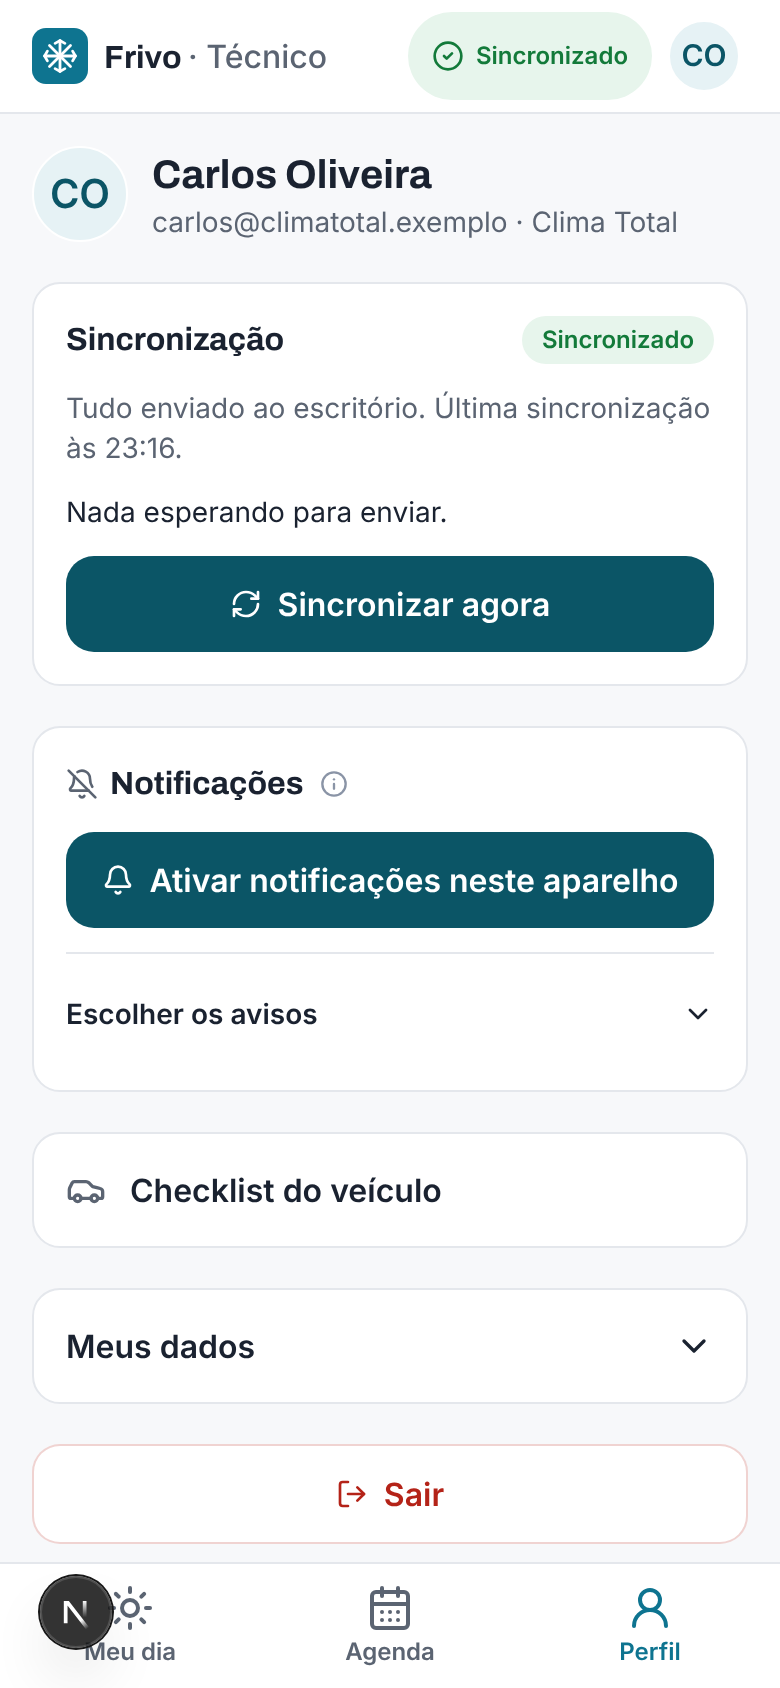 Frivo · Técnico
Sincronizado
CO
CO
Carlos Oliveira
carlos@climatotal.exemplo · Clima Total
Sincronização
Sincronizado
Tudo enviado ao escritório. Última sincronização
às 23:16.
Nada esperando para enviar.
Sincronizar agora
Notificações
Ativar notificações neste aparelho
Escolher os avisos
Checklist do veículo
Meus dados
Sair
N
Meu dia
Agenda
Perfil